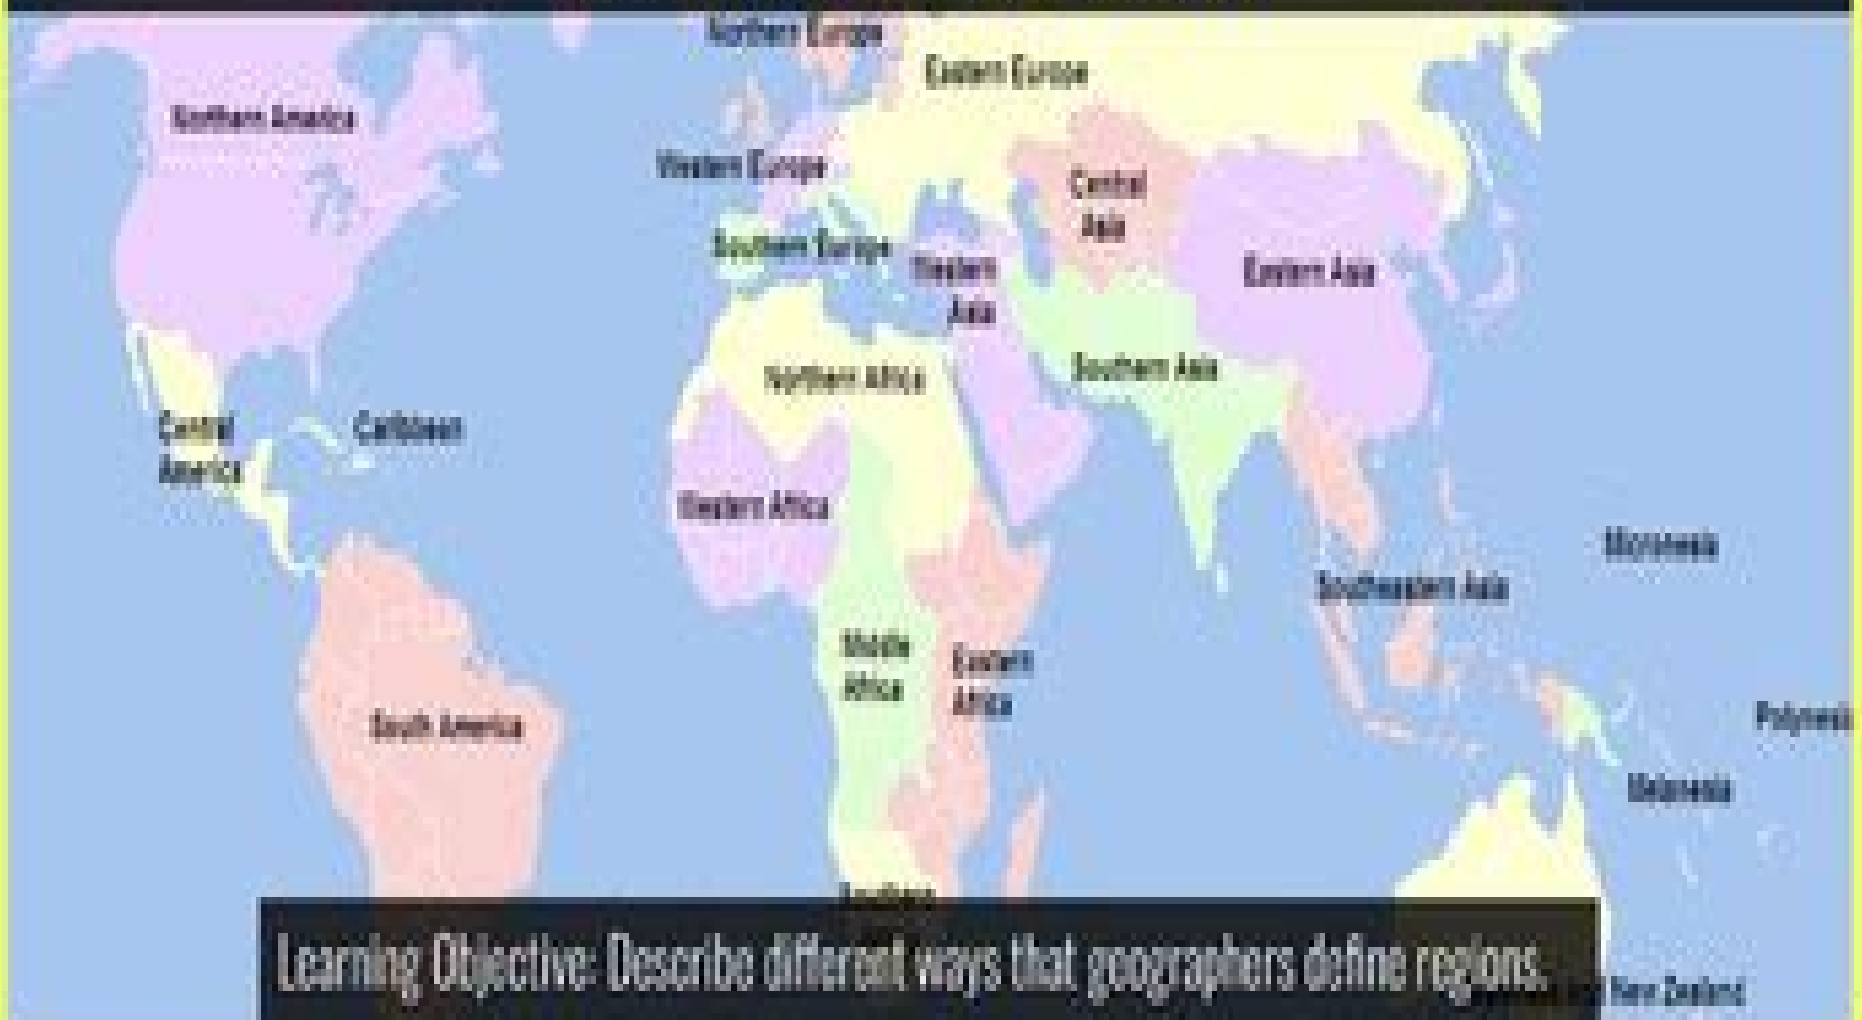 Northern Europe
Eastern Europe
Northern America
Western Europe
Central
Asia
Southern Europe
Western
Asia
Eastern Asia
Southern Asia
Northern Africa
Central
America
Caribbean
Western Africa
Micronesia
Southeastern Asia
Middle
Africa
Eastern
Africa
South America
Polynesi
Melanesia
Southern
Learning Objective: Describe different ways that geographers define regions.
New Zealand